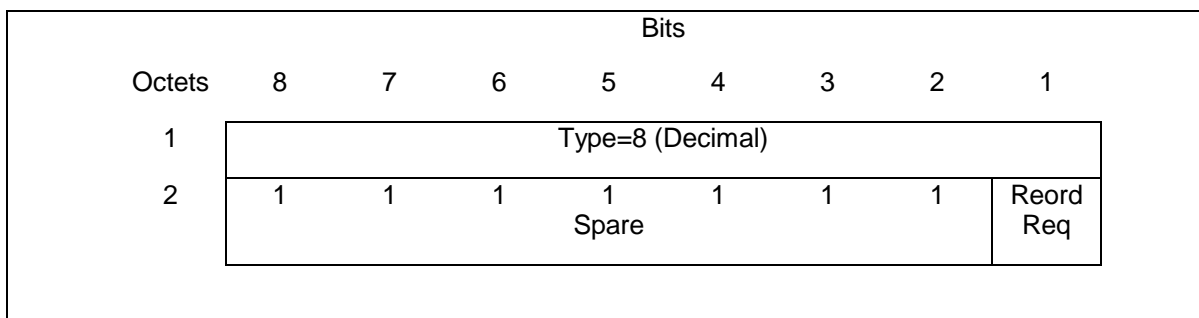 Bits
Octets 8 7 6 5 4 3 2 1
1 Type=8 (Decimal)
2 1 1 1 1 1 1 1 Reord
Spare Req